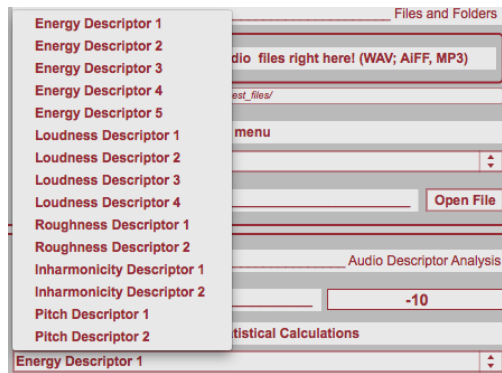 Energy Descriptor 1
Energy Descriptor 2
Energy Descriptor 3
Energy Descriptor 4
Energy Descriptor 5
Loudness Descriptor 1
Loudness Descriptor 2
Loudness Descriptor 3
Loudness Descriptor 4
Roughness Descriptor 1
Roughness Descriptor 2
Inharmonicity Descriptor 1
Inharmonicity Descriptor 2
Pitch Descriptor 1
Pitch Descriptor 2
Files and Folders
dio files right here! (WAV; AiFF, MP3)
est_files/
menu
Open File
Audio Descriptor Analysis
-10
tistical Calculations
Energy Descriptor 1